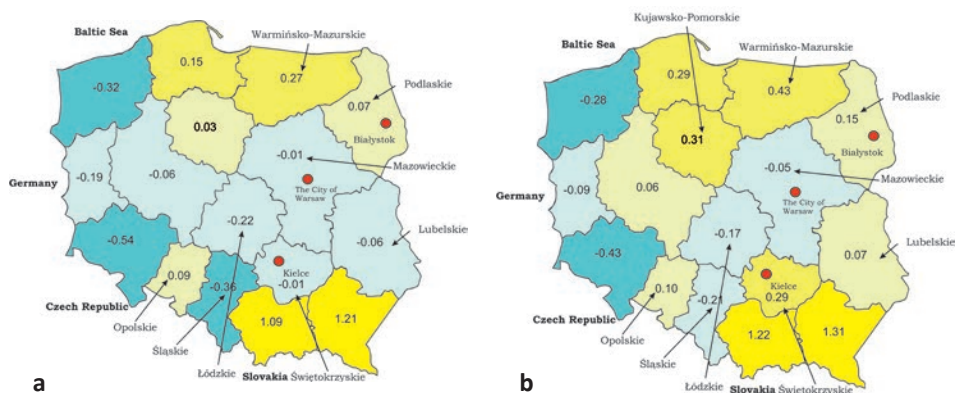 Baltic Sea
Warmińsko-Mazurskie
0.15
-0.32
0.27
Podlaskie
0.07
0.03
Białystok
-0.01
Mazowieckie
Germany
-0.19
-0.06
The City of
Warsaw
-0.22
-0.06
Lubelskie
-0.54
Kielce
0.09
-0.36
-0.01
Czech Republic
Opolskie
1.09
1.21
Śląskie
Łódzkie
Slovakia
Świętokrzyskie
a
Kujawsko-Pomorskie
Baltic Sea
Warmińsko-Mazurskie
0.29
0.43
-0.28
Podlaskie
0.15
0.31
Białystok
-0.05
Mazowieckie
Germany
-0.09
0.06
The City of
Warsaw
-0.17
Lubelskie
0.07
-0.43
Kielce
0.10
-0.21
0.29
Czech Republic
Opolskie
1.22
1.31
Śląskie
Łódzkie
Slovakia
Świętokrzyskie
b